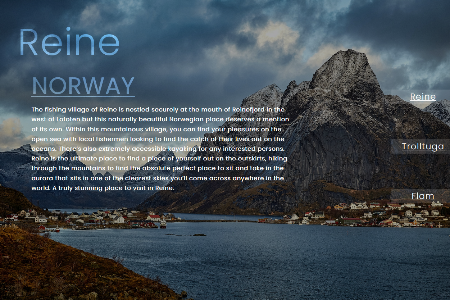 Reine
NORWAY
The fishing village of Reine is nestled securely at the mouth of Reinefjord in the
west of Lofoten but this naturally beautiful Norwegian place deserves a mention
of its own. Within this mountainous village, you can find your pleasures on the
open sea with local fishermen looking to find the catch of their lives out on the
oceans. There's also extremely accessible kayaking for any interested persons.
Reine is the ultimate place to find a piece of yourself out on the outskirts, hiking
through the mountains to find the absolute perfect place to sit and take in the
aurora that sits in one of the clearest skies you'll come across anywhere in the
world. A truly stunning place to visit in Reine.
Reine
Trolltuga
Flam